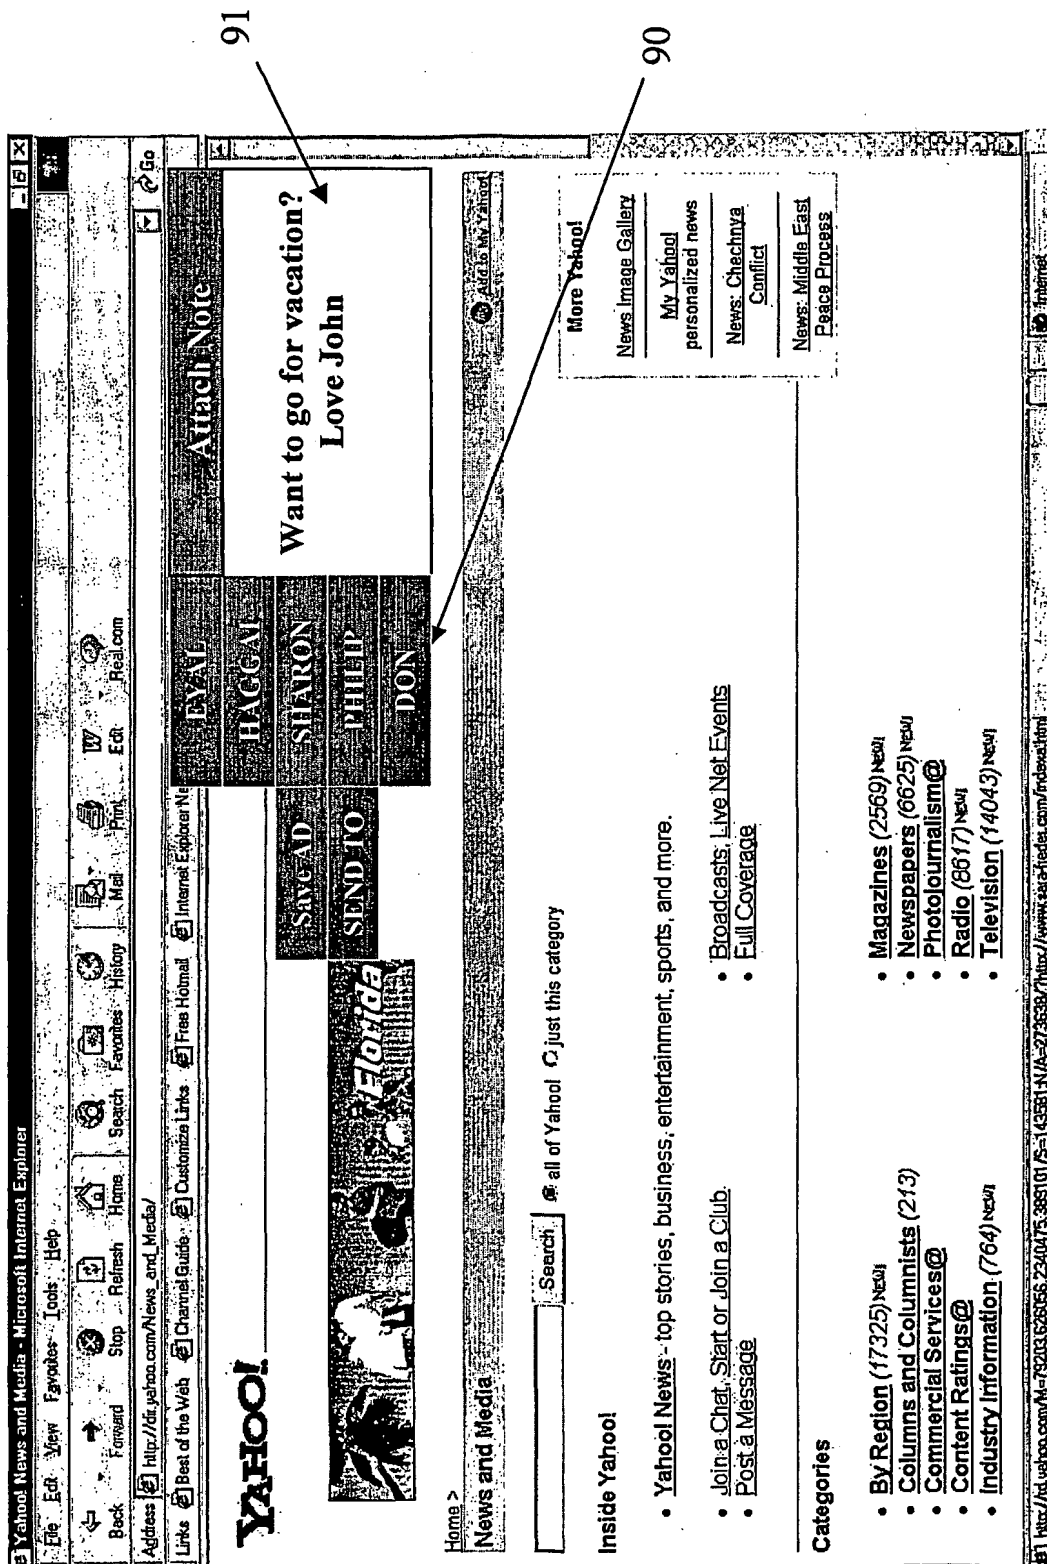 Yahoo! News and Media - Microsoft Internet Explorer
File Edit View Favorites Tools Help
Back Forward Stop Refresh Home Search Favorites History Mail Print Edit Real.com
Address http://dir.yahoo.com/News_and_Media/ Go
Links Best of the Web Channel Guide Customize Links Free Hotmail Internet Explorer Ne
YAHOO!
Florida
Save AD
SEND TO
EYAL
HAGGAI
SHARON
PHILIP
DON
Attach Note
Want to go for vacation?
Love John
91
90
Home >
News and Media
Add to My Yahoo!
Search all of Yahoo! just this category
Inside Yahoo!
• Yahoo! News - top stories, business, entertainment, sports, and more.
• Join a Chat, Start or Join a Club.
• Post a Message
• Broadcasts, Live Net Events
• Full Coverage
More Yahoo!
News Image Gallery
My Yahoo!
personalized news
News: Chechnya
Conflict
News: Middle East
Peace Process
Categories
• By Region (17325) NEW!
• Columns and Columnists (213)
• Commercial Services@
• Content Ratings@
• Industry Information (764) NEW!
• Magazines (2569) NEW!
• Newspapers (6625) NEW!
• Photojournalism@
• Radio (8617) NEW!
• Television (14043) NEW!
Internet